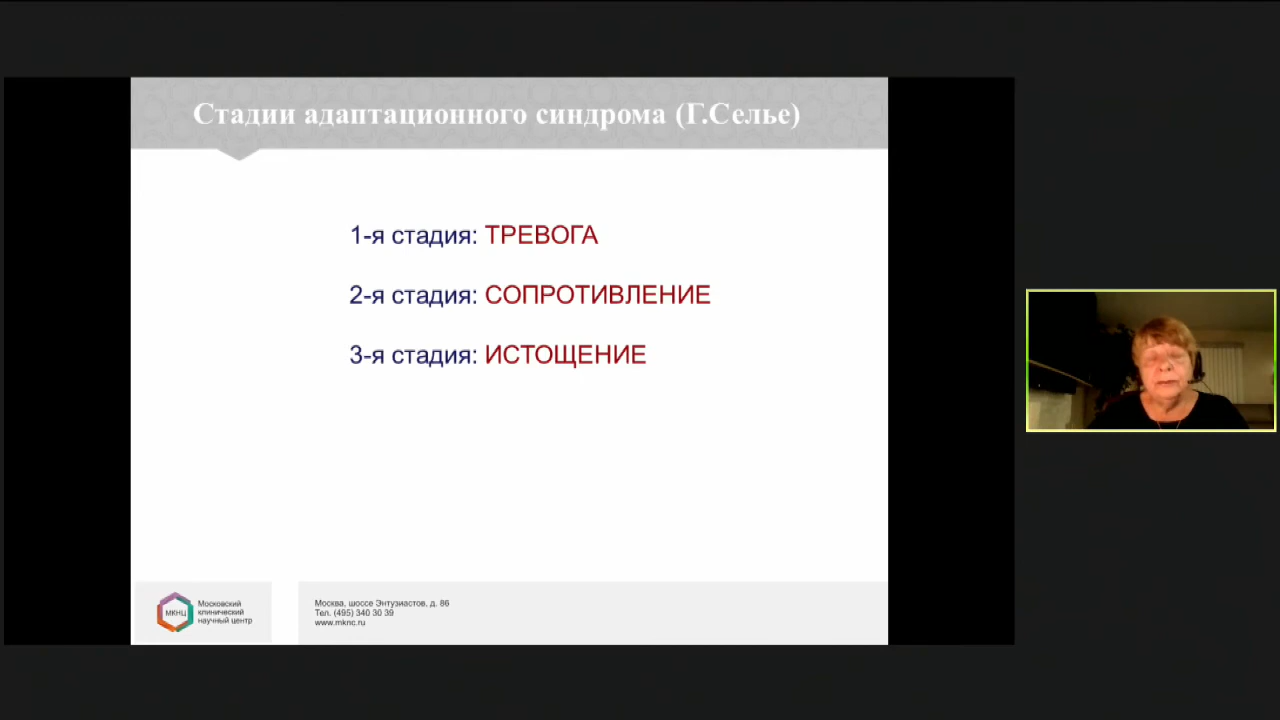 Стадии адаптационного синдрома (Г.Селье)
1-я стадия: ТРЕВОГА
2-я стадия: СОПРОТИВЛЕНИЕ
3-я стадия: ИСТОЩЕНИЕ
МКНЦ
Московский
клинический
научный центр
Москва, шоссе Энтузиастов, д. 86
Тел. (495) 340 30 39
www.mknc.ru